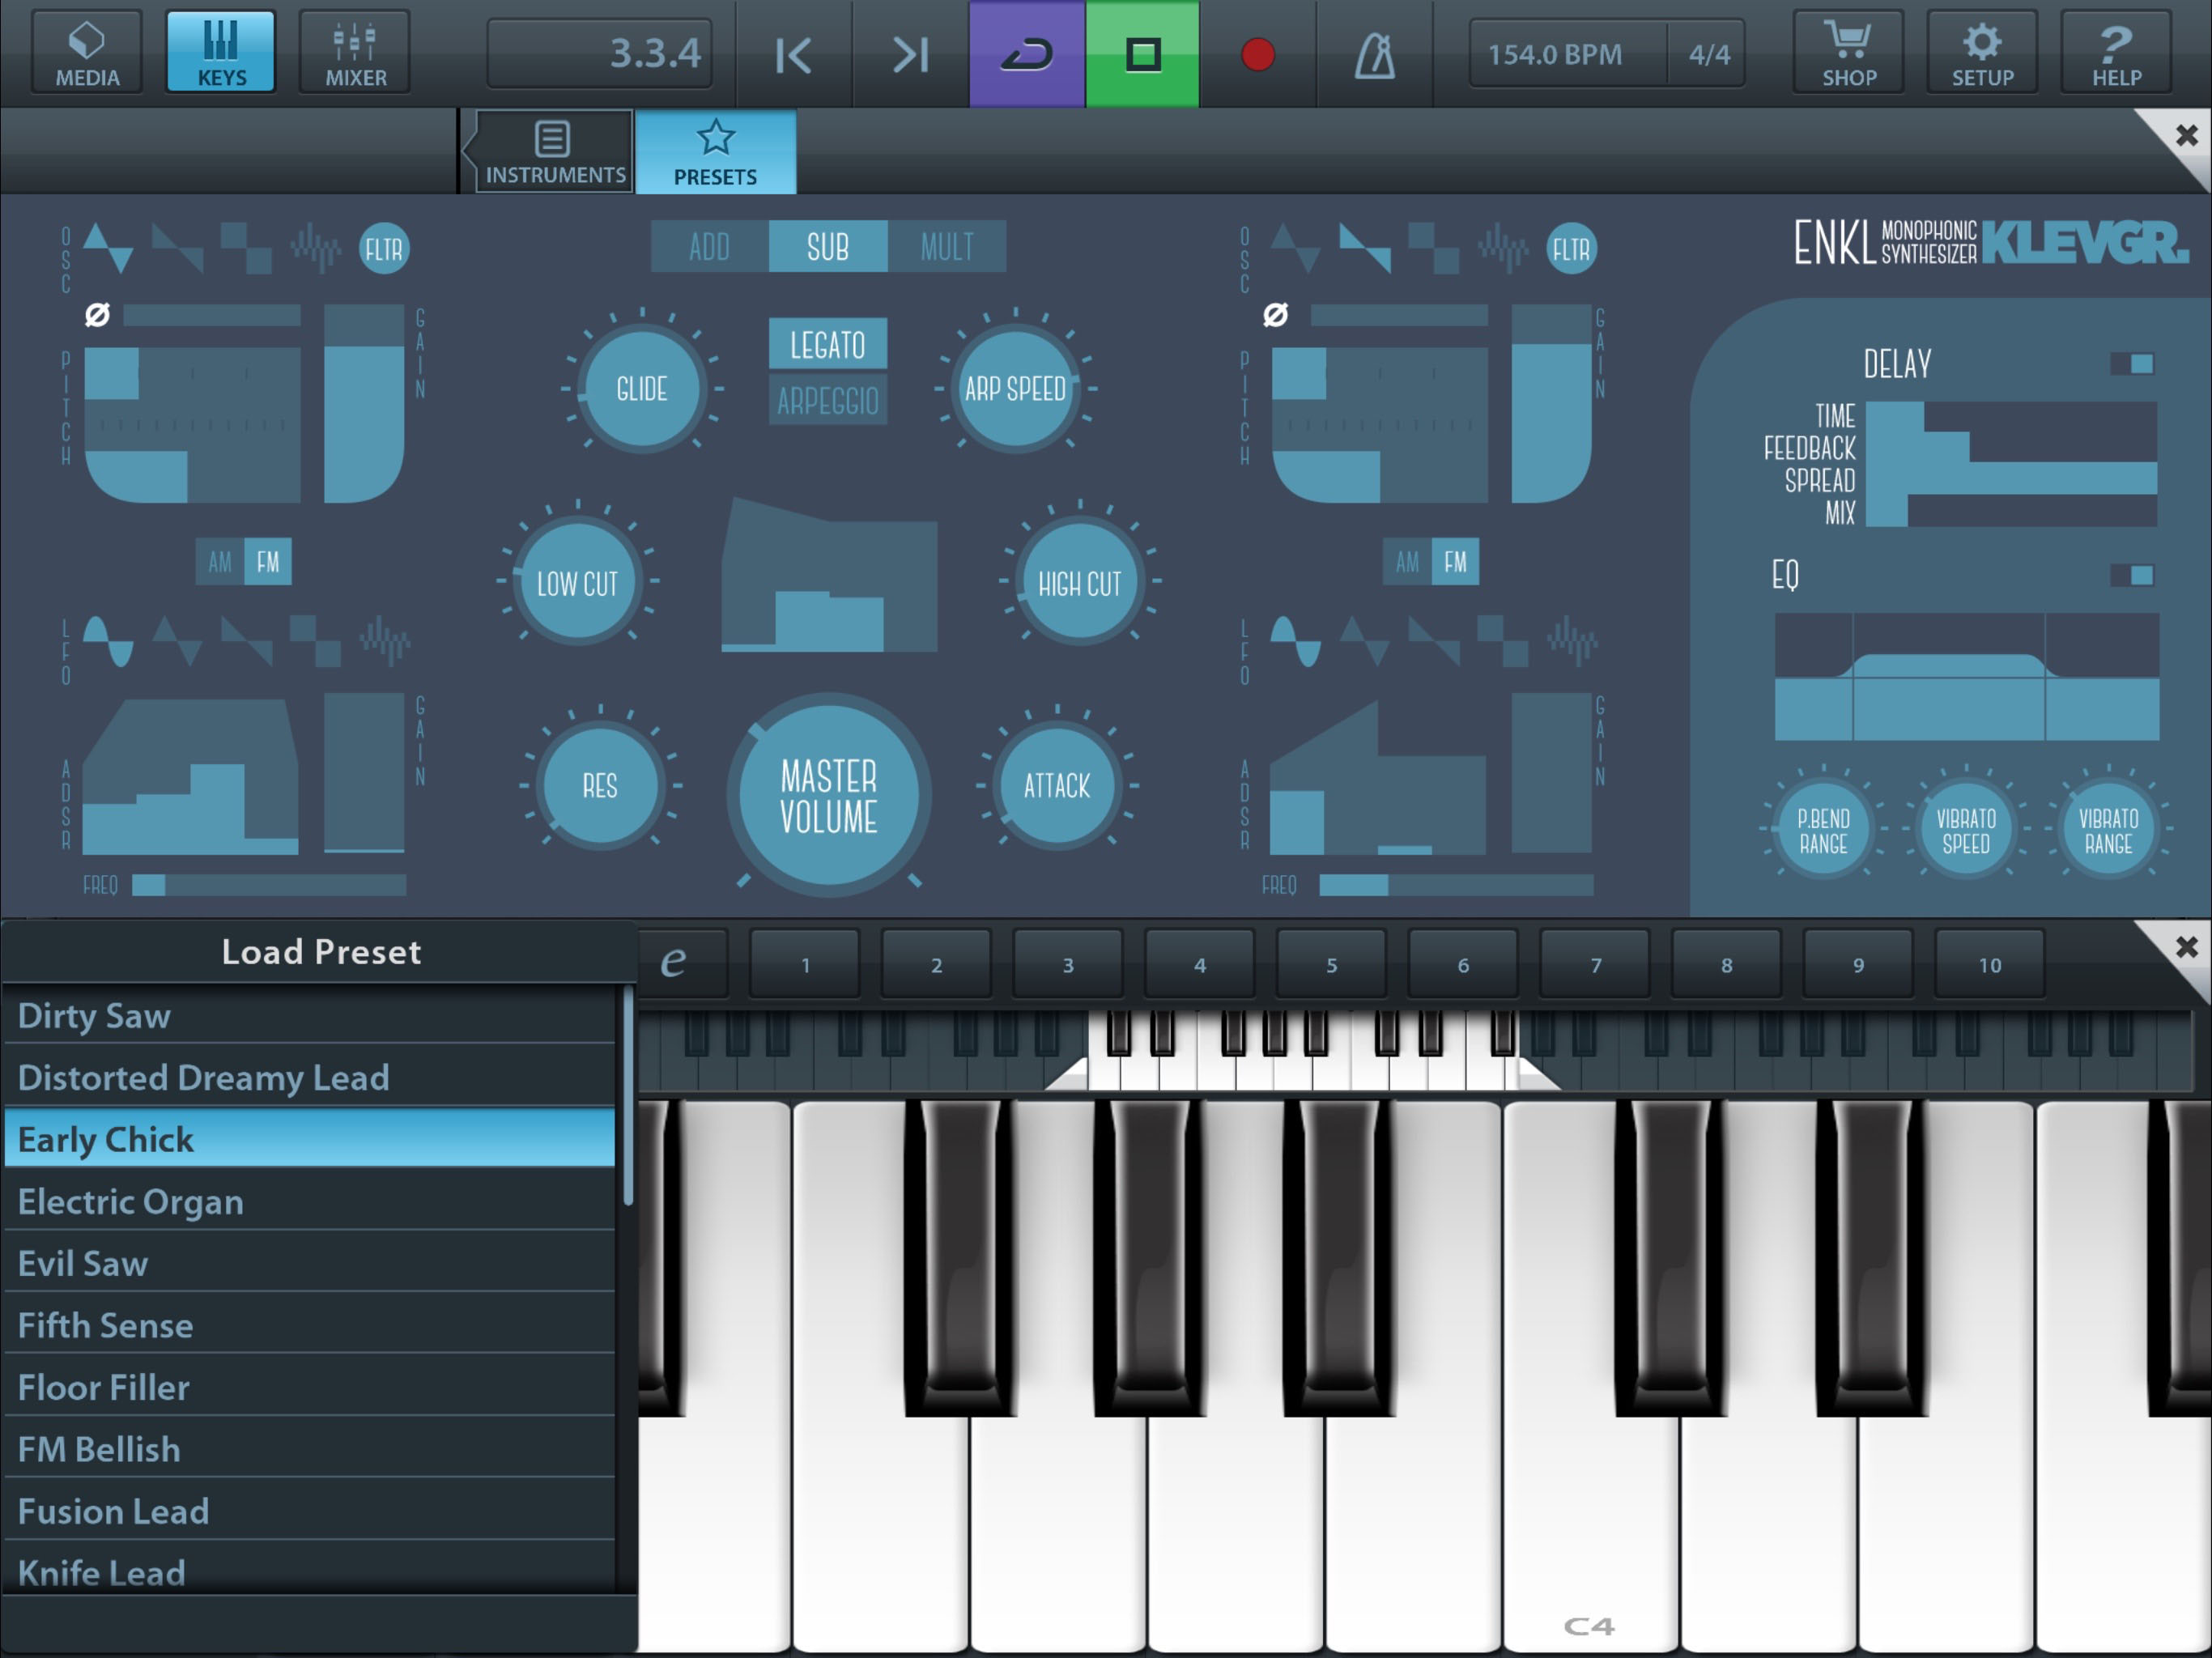 MEDIA
KEYS
MIXER
3.3.4
154.0 BPM
4/4
SHOP
SETUP
HELP
INSTRUMENTS
PRESETS
OSC
FLTR
ADD
SUB
MULT
OSC
FLTR
ENKL MONOPHONIC SYNTHESIZER KLEVGR.
Ø
GAIN
PITCH
GLIDE
LEGATO
ARPEGGIO
ARP SPEED
Ø
GAIN
PITCH
DELAY
TIME
FEEDBACK
SPREAD
MIX
AM
FM
LOW CUT
HIGH CUT
AM
FM
EQ
LFO
LFO
GAIN
ADSR
RES
MASTER
VOLUME
ATTACK
GAIN
ADSR
P.BEND
RANGE
VIBRATO
SPEED
VIBRATO
RANGE
FREQ
FREQ
Load Preset
e
1
2
3
4
5
6
7
8
9
10
Dirty Saw
Distorted Dreamy Lead
Early Chick
Electric Organ
Evil Saw
Fifth Sense
Floor Filler
FM Bellish
Fusion Lead
Knife Lead
C4